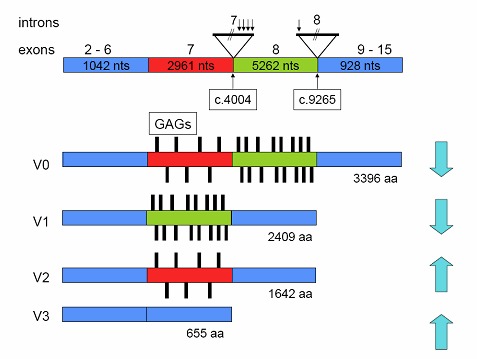 introns 7 8
exons 2 - 6 7 8 9 - 15
1042 nts 2961 nts 5262 nts 928 nts
c.4004 c.9265
GAGs
V0
3396 aa
V1
2409 aa
V2
1642 aa
V3
655 aa